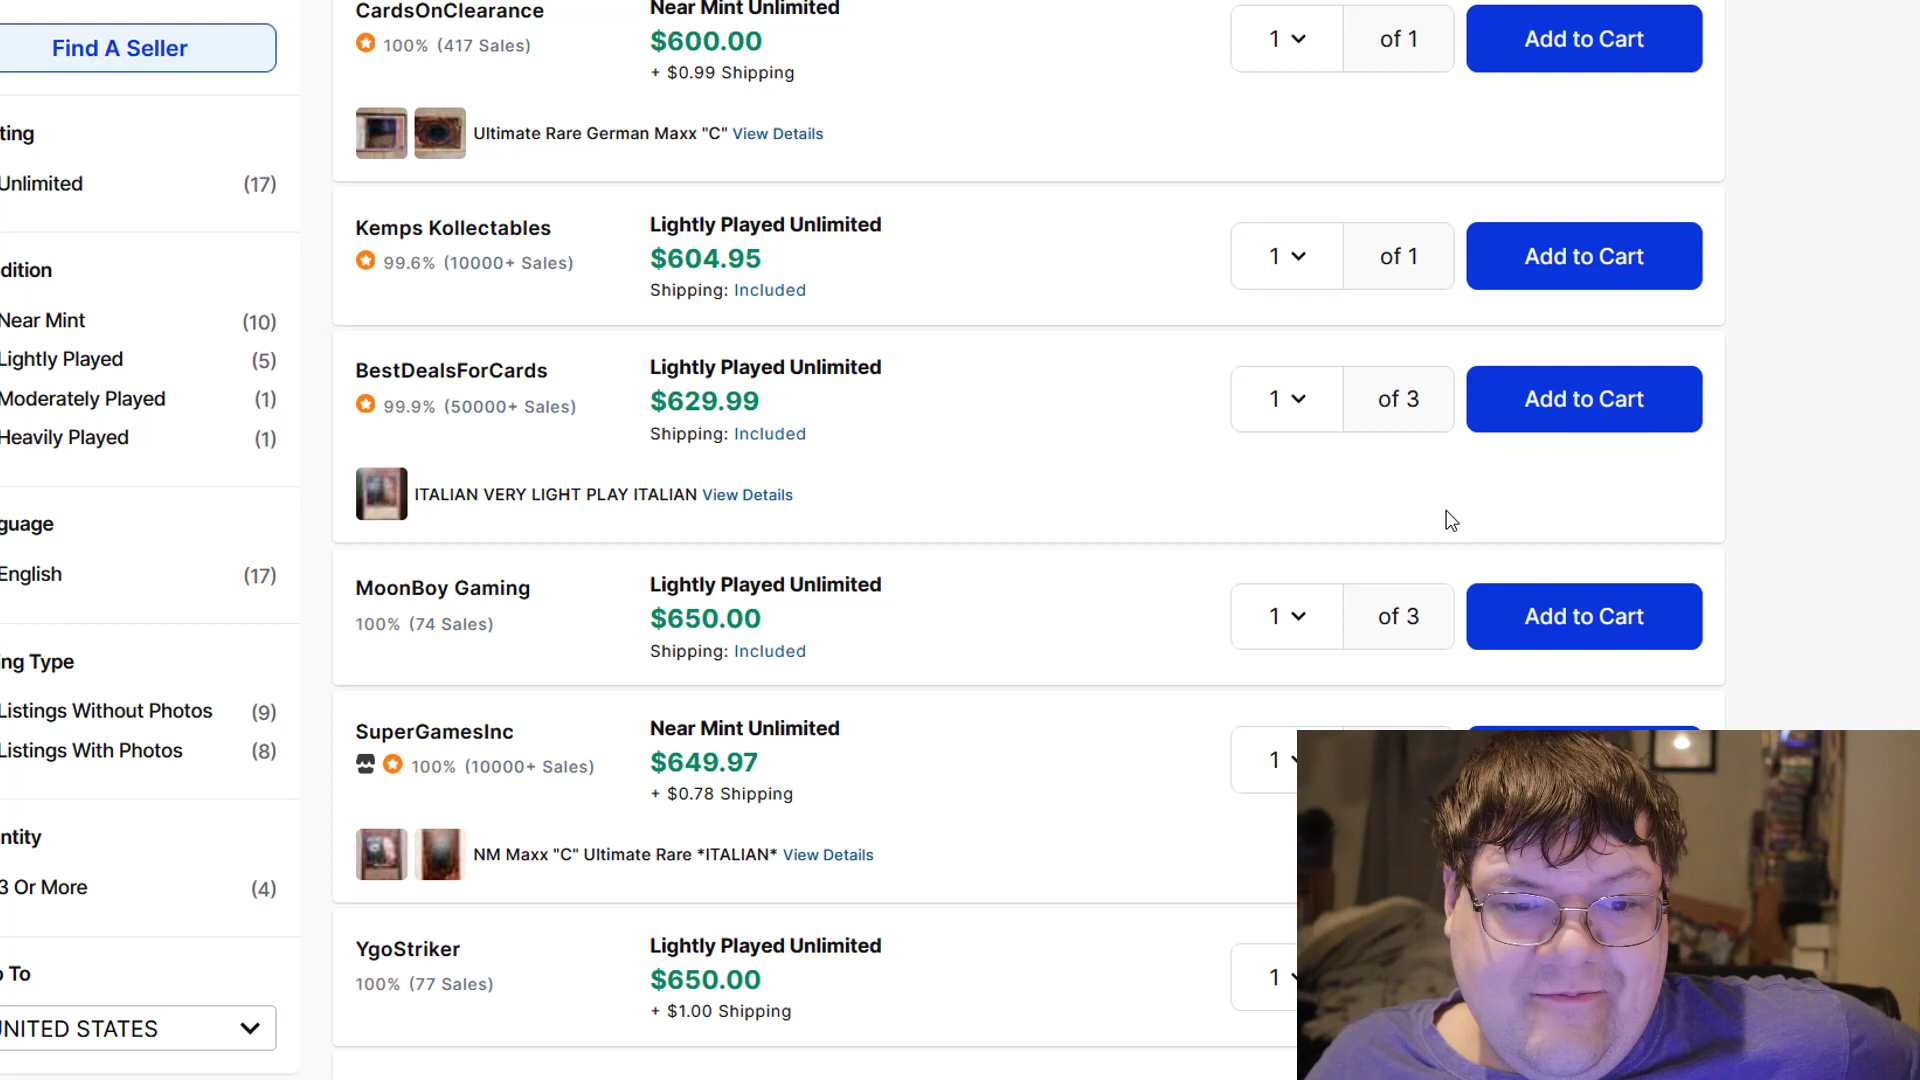 Find A Seller
ting
Unlimited (17)
dition
Near Mint (10)
Lightly Played (5)
Moderately Played (1)
Heavily Played (1)
guage
English (17)
ing Type
Listings Without Photos (9)
Listings With Photos (8)
ntity
3 Or More (4)
o To
UNITED STATES
CardsOnClearance
100% (417 Sales)
Near Mint Unlimited
$600.00
+ $0.99 Shipping
1 of 1
Add to Cart
Ultimate Rare German Maxx "C" View Details
Kemps Kollectables
99.6% (10000+ Sales)
Lightly Played Unlimited
$604.95
Shipping: Included
1 of 1
Add to Cart
BestDealsForCards
99.9% (50000+ Sales)
Lightly Played Unlimited
$629.99
Shipping: Included
1 of 3
Add to Cart
ITALIAN VERY LIGHT PLAY ITALIAN View Details
MoonBoy Gaming
100% (74 Sales)
Lightly Played Unlimited
$650.00
Shipping: Included
1 of 3
Add to Cart
SuperGamesInc
100% (10000+ Sales)
Near Mint Unlimited
$649.97
+ $0.78 Shipping
1
NM Maxx "C" Ultimate Rare *ITALIAN* View Details
YgoStriker
100% (77 Sales)
Lightly Played Unlimited
$650.00
+ $1.00 Shipping
1